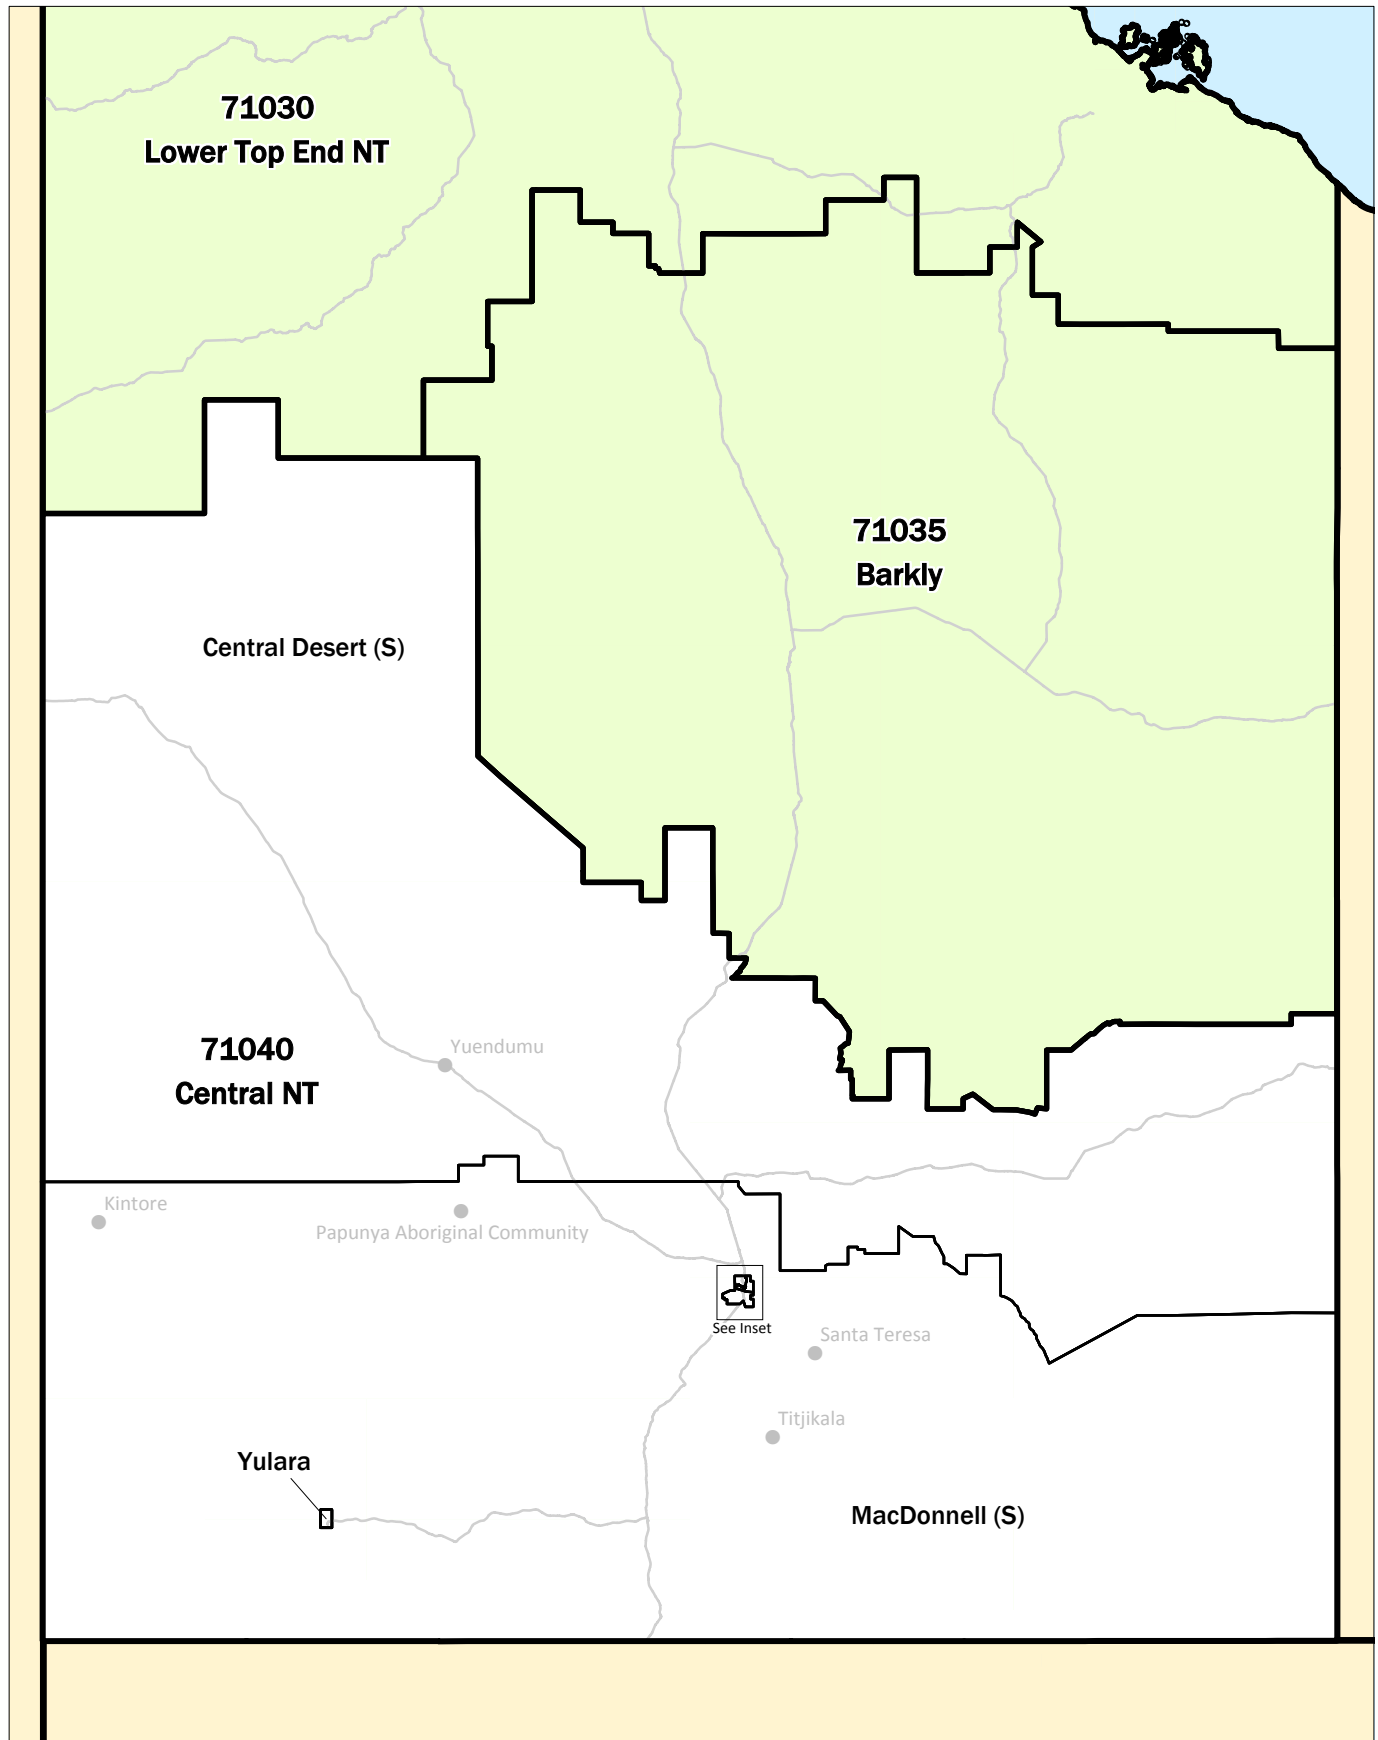 71030
Lower Top End NT
71035
Barkly
Central Desert (S)
71040
Central NT
Yuendumu
Kintore
Papunya Aboriginal Community
See Inset
Santa Teresa
Titjikala
Yulara
MacDonnell (S)